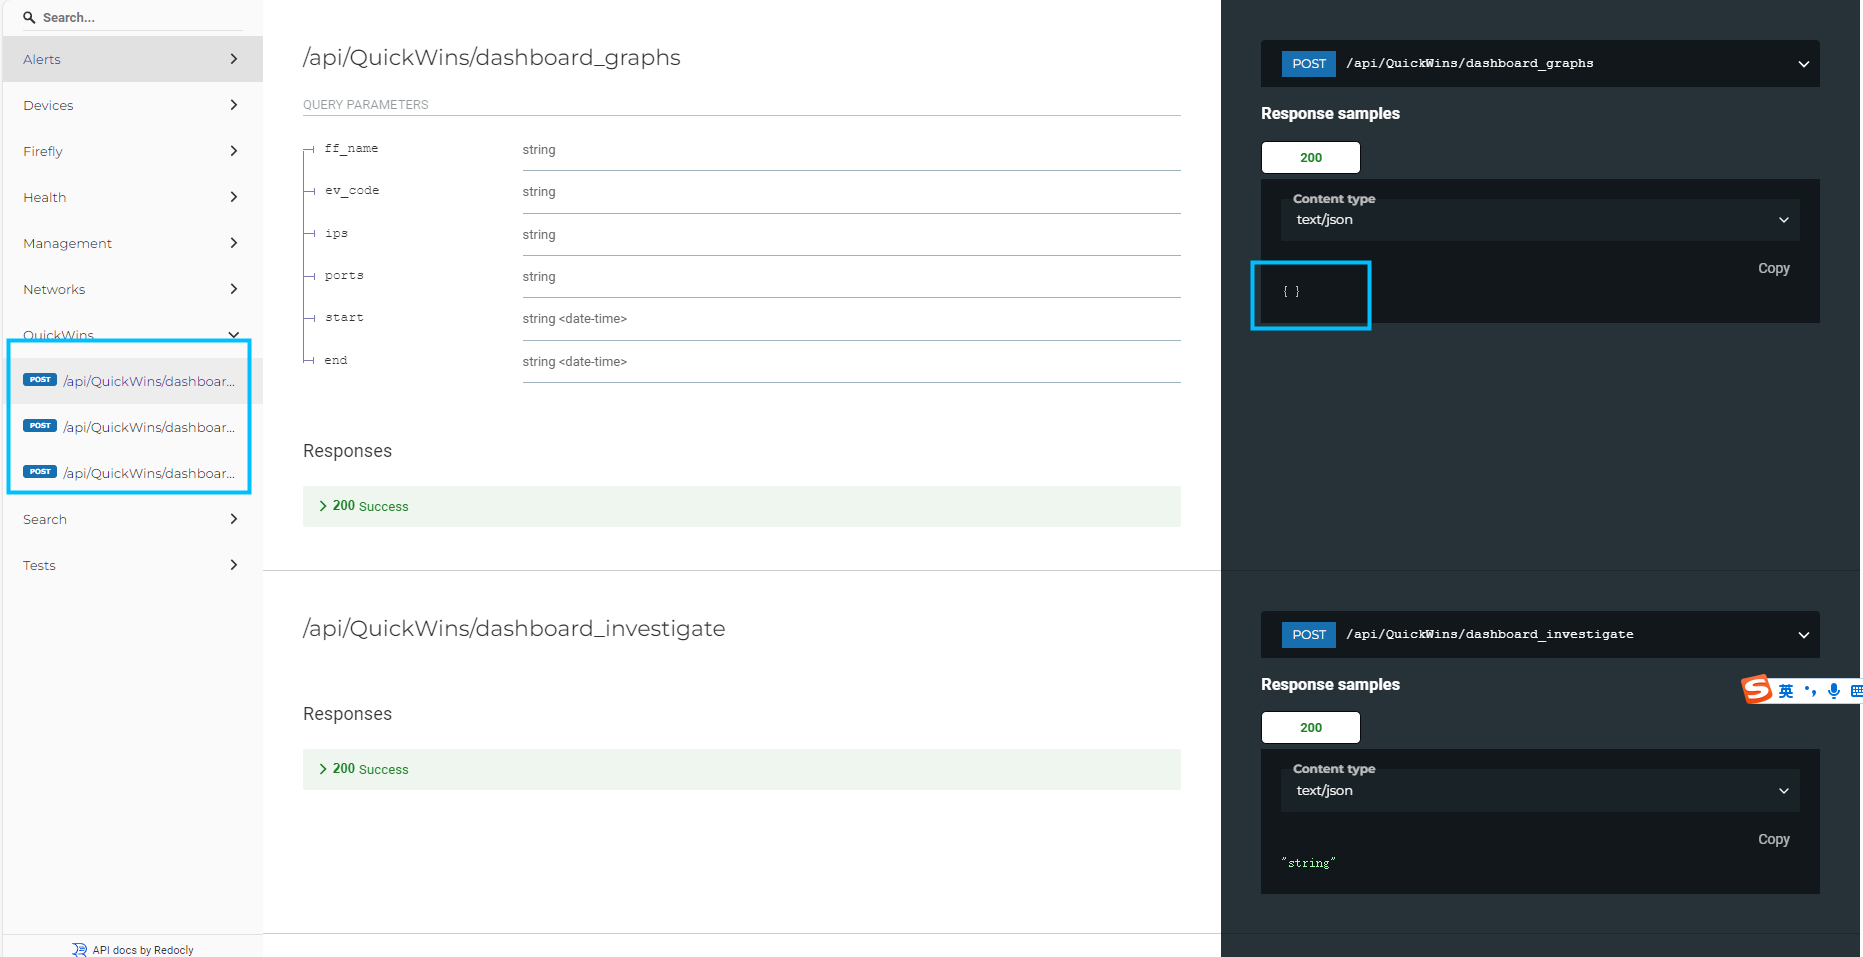 Search...
Alerts
Devices
Firefly
Health
Management
Networks
QuickWins
POST /api/QuickWins/dashboar...
POST /api/QuickWins/dashboar...
POST /api/QuickWins/dashboar...
Search
Tests
API docs by Redocly
/api/QuickWins/dashboard_graphs
QUERY PARAMETERS
ff_name string
ev_code string
ips string
ports string
start string <date-time>
end string <date-time>
Responses
200 Success
/api/QuickWins/dashboard_investigate
Responses
200 Success
POST /api/QuickWins/dashboard_graphs
Response samples
200
Content type
text/json
Copy
{ }
POST /api/QuickWins/dashboard_investigate
Response samples
200
Content type
text/json
Copy
"string"
S 英